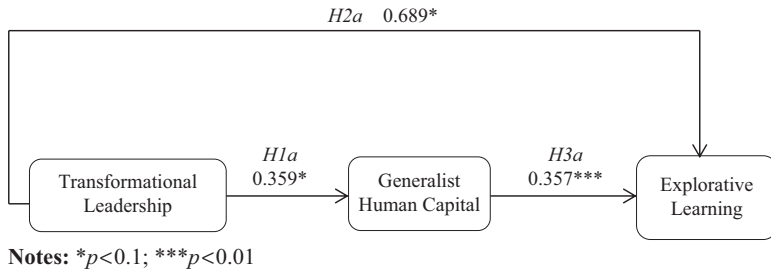 H2a 0.689*
H1a
0.359*
H3a
0.357***
Transformational
Leadership
Generalist
Human Capital
Explorative
Learning
Notes: *p<0.1; ***p<0.01